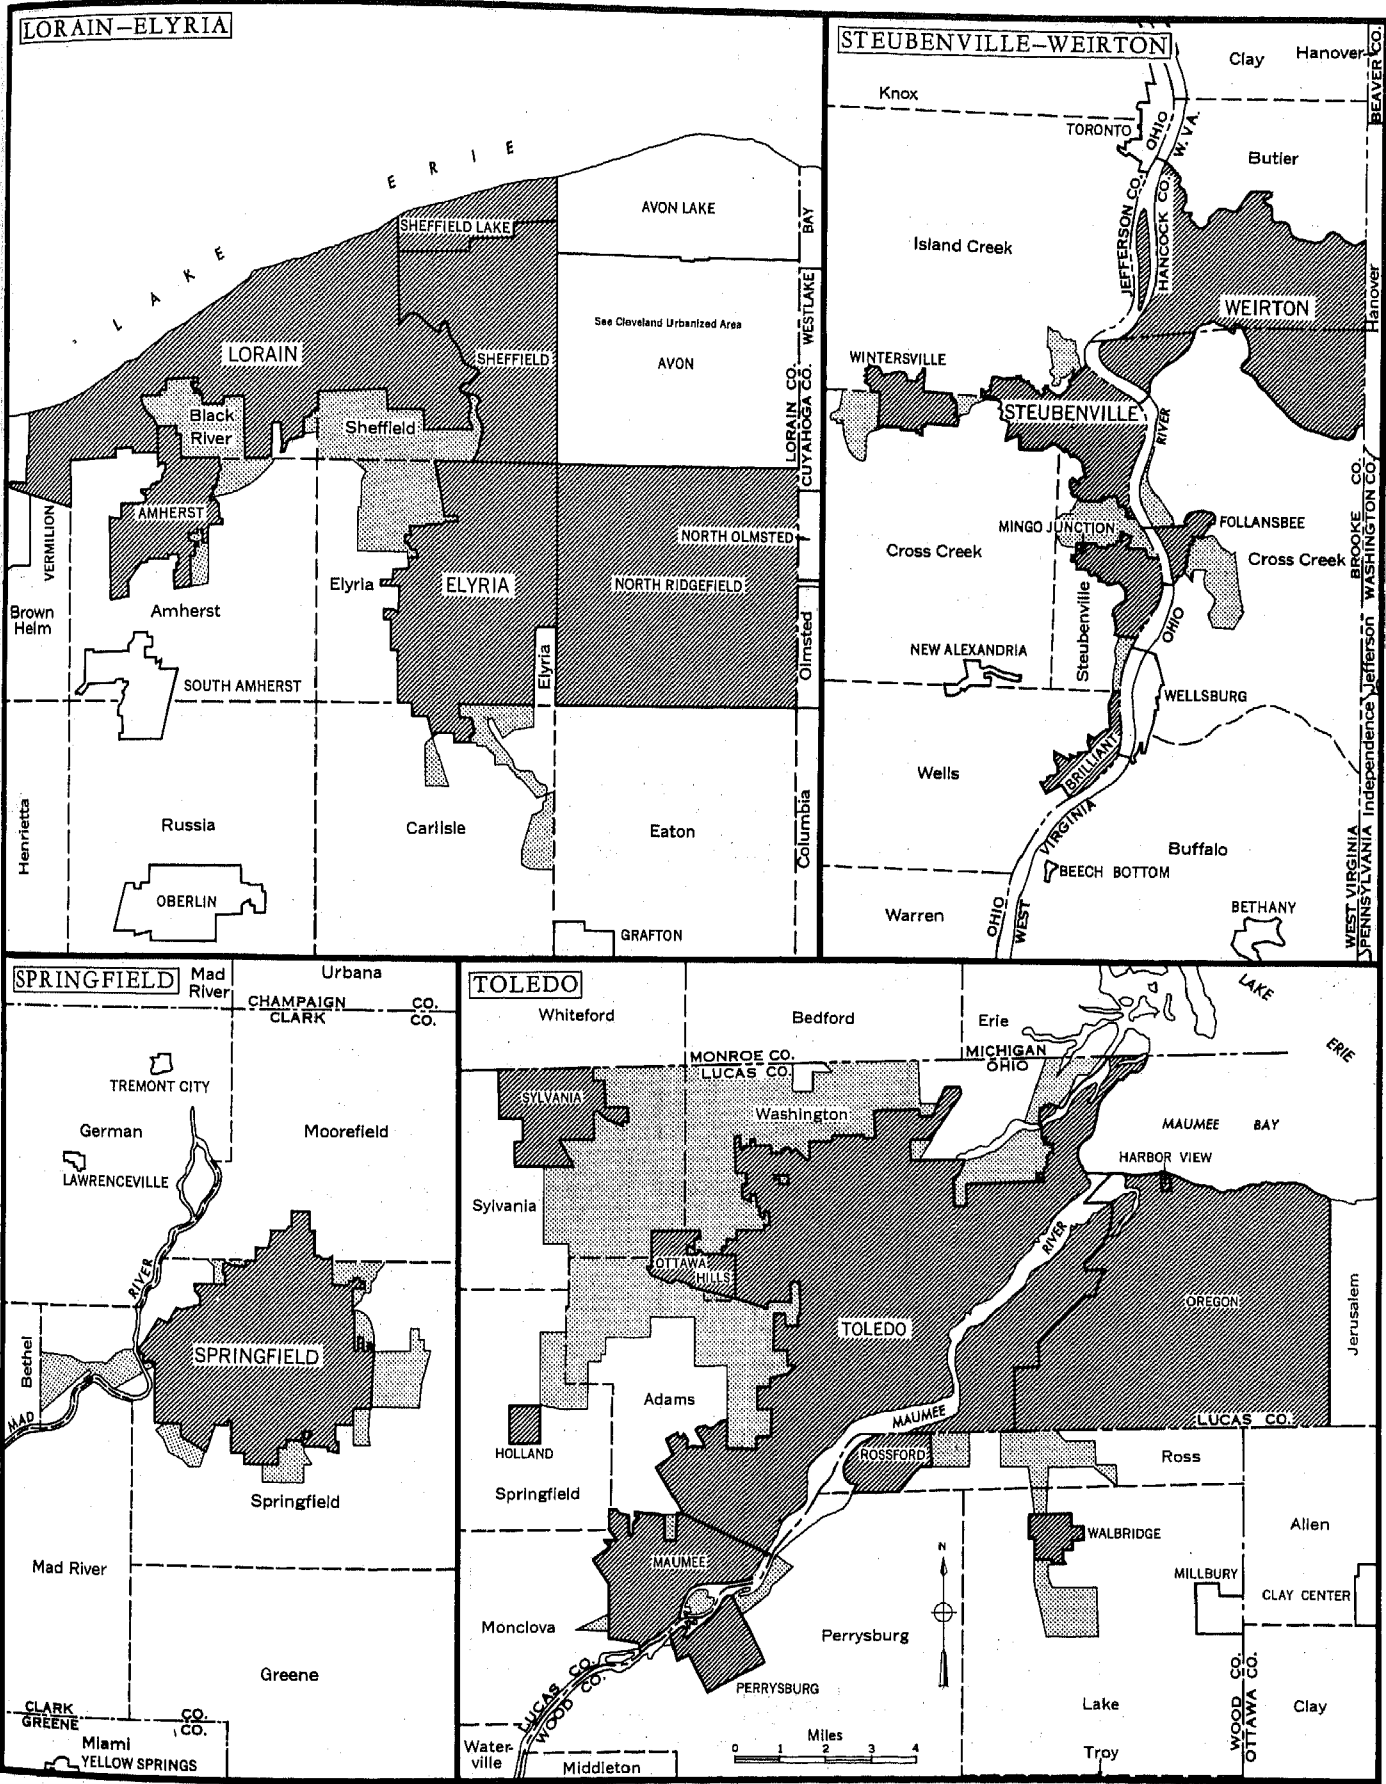 LORAIN–ELYRIA
LAKE ERIE
AVON LAKE
BAY
SHEFFIELD LAKE
See Cleveland Urbanized Area
AVON
WESTLAKE
LORAIN
SHEFFIELD
LORAIN CO.
CUYAHOGA CO.
Black
River
Sheffield
VERMILION
AMHERST
NORTH OLMSTED
Elyria
ELYRIA
NORTH RIDGEFIELD
Brown
Helm
Amherst
Olmsted
Elyria
SOUTH AMHERST
Henrietta
Russia
Carlisle
Eaton
Columbia
OBERLIN
GRAFTON
STEUBENVILLE–WEIRTON
Clay
Hanover
BEAVER CO.
Knox
TORONTO
OHIO
W. VA.
Butler
Island Creek
JEFFERSON CO.
HANCOCK CO.
Hanover
WEIRTON
WINTERSVILLE
STEUBENVILLE
RIVER
MINGO JUNCTION
FOLLANSBEE
Cross Creek
Cross Creek
BROOKE CO.
WASHINGTON CO.
Steubenville
OHIO
NEW ALEXANDRIA
WELLSBURG
Jefferson
Independence
Wells
BRILLIANT
VIRGINIA
Buffalo
BEECH BOTTOM
Warren
OHIO
WEST
BETHANY
WEST VIRGINIA
PENNSYLVANIA
SPRINGFIELD
Mad
River
Urbana
CHAMPAIGN CO.
CLARK CO.
TREMONT CITY
German
Moorefield
LAWRENCEVILLE
RIVER
Bethel
SPRINGFIELD
MAD
Springfield
Mad River
Greene
CLARK CO.
GREENE CO.
Miami
YELLOW SPRINGS
TOLEDO
Whiteford
Bedford
Erie
LAKE
ERIE
MONROE CO.
LUCAS CO.
MICHIGAN
OHIO
SYLVANIA
Washington
MAUMEE BAY
HARBOR VIEW
Sylvania
RIVER
OTTAWA
HILLS
OREGON
TOLEDO
Jerusalem
Adams
MAUMEE
LUCAS CO.
HOLLAND
ROSSFORD
Ross
Springfield
Allen
WALBRIDGE
N
MAUMEE
MILLBURY
CLAY CENTER
Monclova
Perrysburg
PERRYSBURG
LUCAS CO.
WOOD CO.
WOOD CO.
OTTAWA CO.
Lake
Clay
Miles
0 1 2 3 4
Water-
ville
Middleton
Troy